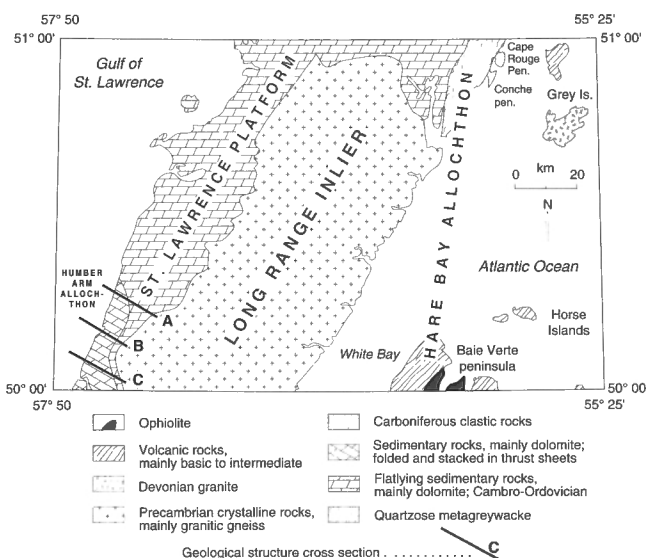 57° 50
55° 25'
51° 00'
51° 00'
Gulf of
St. Lawrence
Cape
Rouge
Pen.
Conche
pen.
Grey Is.
0 km 20
N
ST. LAWRENCE PLATFORM
LONG RANGE INLIER
HARE BAY ALLOCHTHON
HUMBER
ARM
ALLOCH-
THON
A
B
C
Atlantic Ocean
Horse
Islands
White Bay
Baie Verte
peninsula
50° 00'
50° 00
57° 50
55° 25'
Ophiolite
Volcanic rocks,
mainly basic to intermediate
Devonian granite
Precambrian crystalline rocks,
mainly granitic gneiss
Carboniferous clastic rocks
Sedimentary rocks, mainly dolomite;
folded and stacked in thrust sheets
Flatlying sedimentary rocks,
mainly dolomite; Cambro-Ordovician
Quartzose metagreywacke
Geological structure cross section . . . . . . . . . . . C